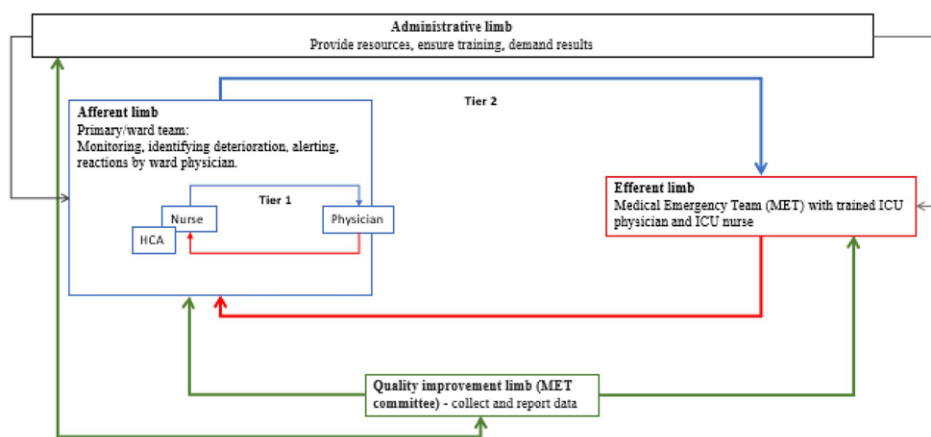 Administrative limb
Provide resources, ensure training, demand results
Tier 2
Afferent limb
Primary/ward team:
Monitoring, identifying deterioration, alerting,
reactions by ward physician.
Tier 1
Nurse
Physician
HCA
Efferent limb
Medical Emergency Team (MET) with trained ICU
physician and ICU nurse
Quality improvement limb (MET
committee) - collect and report data